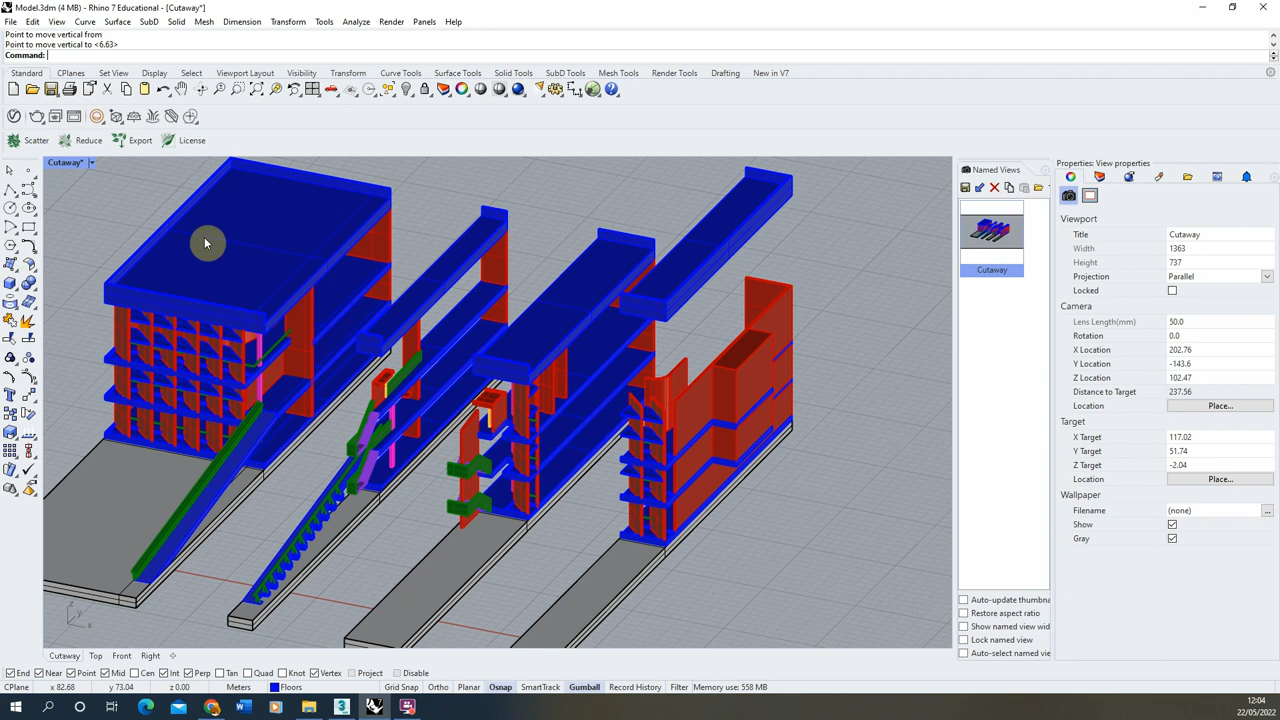 Model.3dm (4 MB) - Rhino 7 Educational - [Cutaway*]
File Edit View Curve Surface SubD Solid Mesh Dimension Transform Tools Analyze Render Panels Help
Point to move vertical from
Point to move vertical to <6.63>
Command:
Standard CPlanes Set View Display Select Viewport Layout Visibility Transform Curve Tools Surface Tools Solid Tools SubD Tools Mesh Tools Render Tools Drafting New in V7
Scatter Reduce Export License
Cutaway*
Named Views
Cutaway
Auto-update thumbna
Restore aspect ratio
Show named view wid
Lock named view
Auto-select named vie
Properties: View properties
Viewport
Title Cutaway
Width 1363
Height 737
Projection Parallel
Locked
Camera
Lens Length(mm) 50.0
Rotation 0.0
X Location 202.76
Y Location -143.6
Z Location 102.47
Distance to Target 237.56
Location Place...
Target
X Target 117.02
Y Target 51.74
Z Target -2.04
Location Place...
Wallpaper
Filename (none) ...
Show
Gray
z y x
Cutaway Top Front Right
End Near Point Mid Cen Int Perp Tan Quad Knot Vertex Project Disable
CPlane x 82.68 y 73.04 z 0.00 Meters Floors Grid Snap Ortho Planar Osnap SmartTrack Gumball Record History Filter Memory use: 558 MB
12:04
22/05/2022